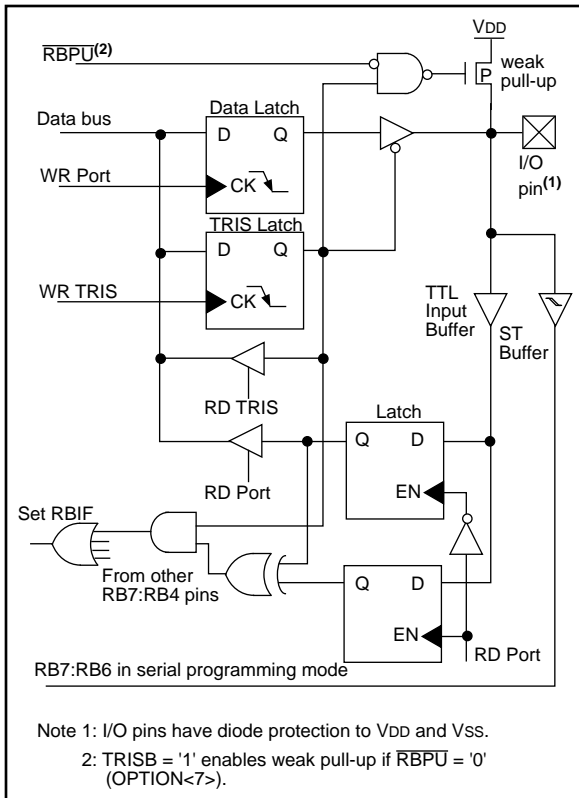 VDD
RBPU(2)
weak
pull-up
P
Data Latch
Data bus
D Q
I/O
pin(1)
WR Port
CK
TRIS Latch
D Q
WR TRIS
CK
TTL
Input
Buffer
ST
Buffer
RD TRIS
Latch
Q D
RD Port
EN
Set RBIF
From other
RB7:RB4 pins
Q D
EN
RD Port
RB7:RB6 in serial programming mode
Note 1: I/O pins have diode protection to VDD and VSS.
2: TRISB = '1' enables weak pull-up if RBPU = '0'
(OPTION<7>).